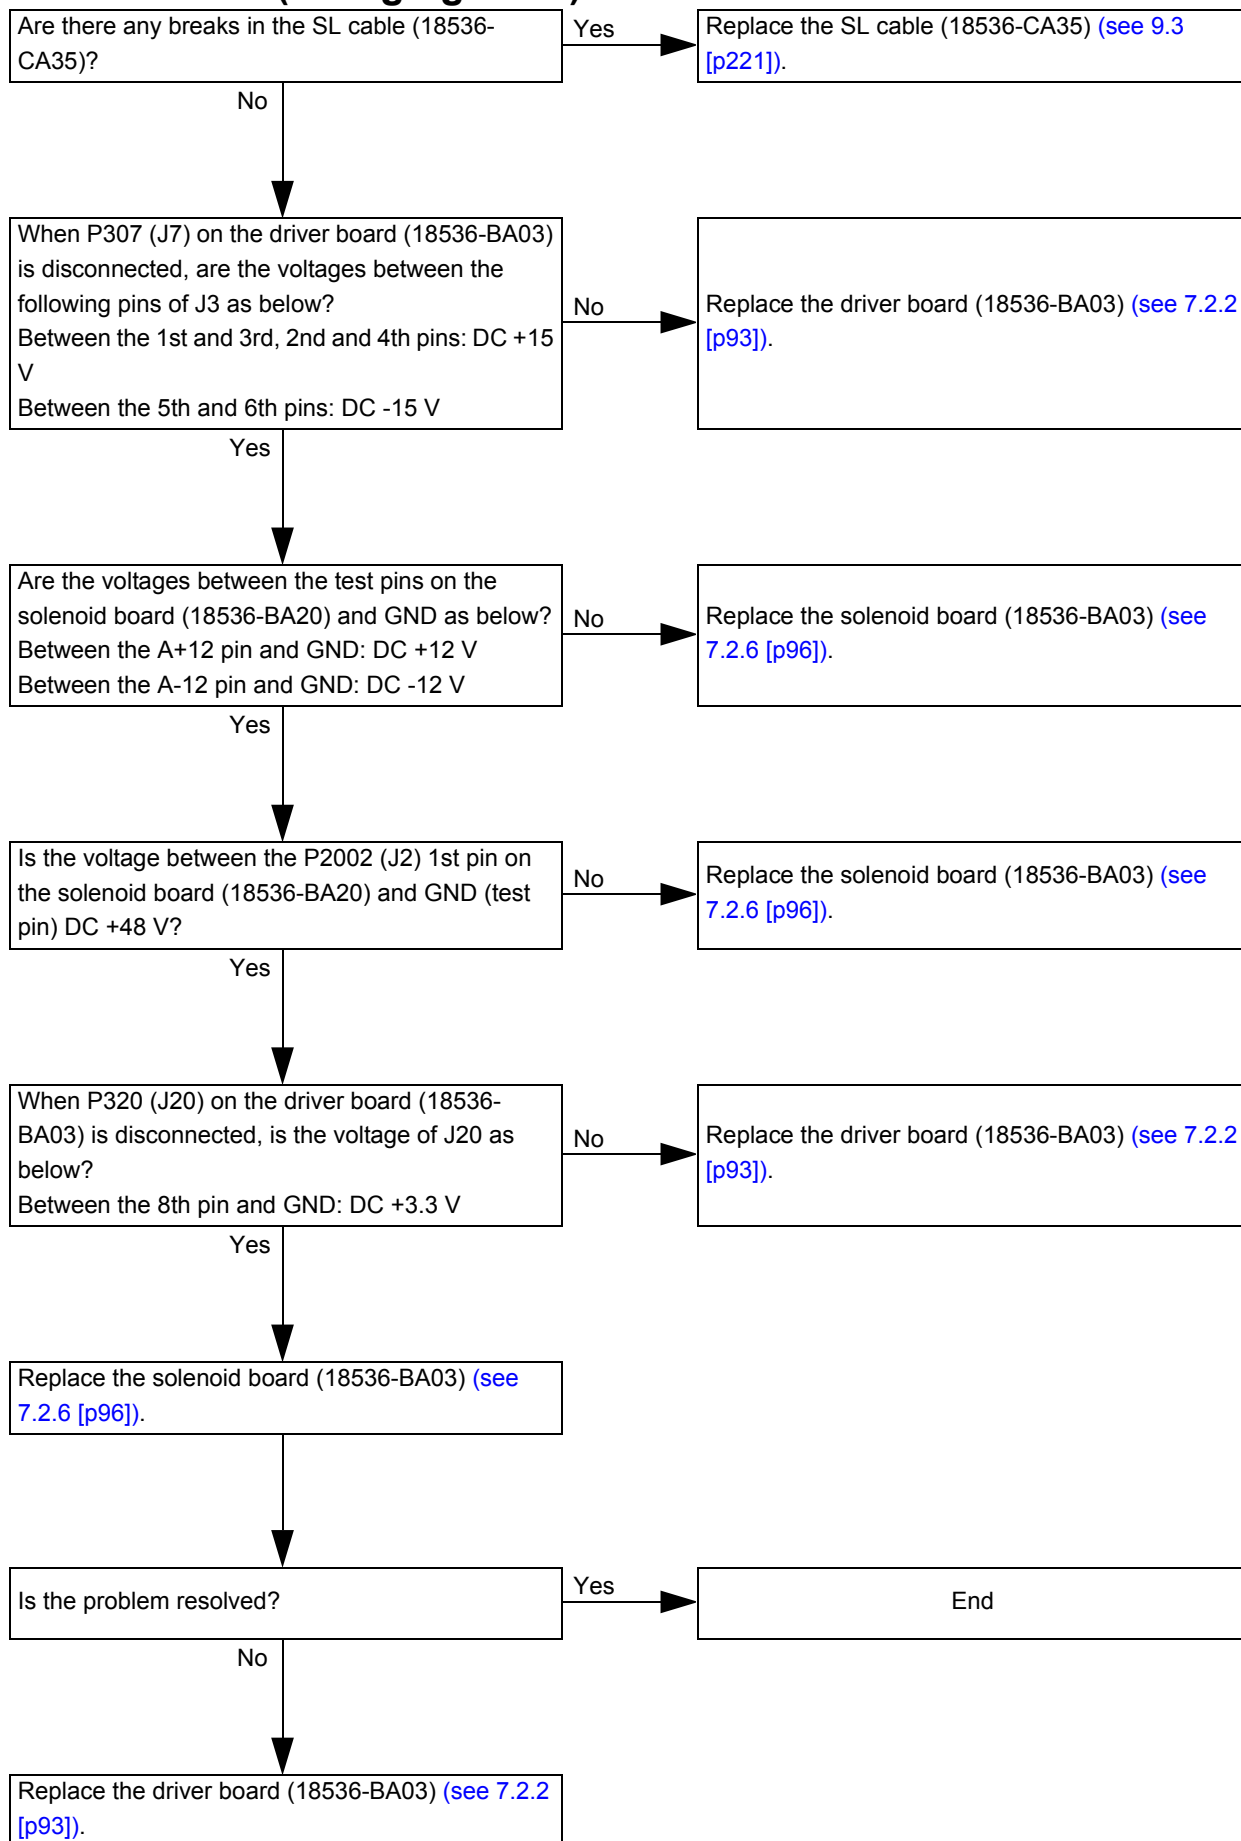 Are there any breaks in the SL cable (18536-
CA35)?
Yes
Replace the SL cable (18536-CA35) (see 9.3
[p221]).
No
When P307 (J7) on the driver board (18536-BA03)
is disconnected, are the voltages between the
following pins of J3 as below?
Between the 1st and 3rd, 2nd and 4th pins: DC +15
V
Between the 5th and 6th pins: DC -15 V
No
Replace the driver board (18536-BA03) (see 7.2.2
[p93]).
Yes
Are the voltages between the test pins on the
solenoid board (18536-BA20) and GND as below?
Between the A+12 pin and GND: DC +12 V
Between the A-12 pin and GND: DC -12 V
No
Replace the solenoid board (18536-BA03) (see
7.2.6 [p96]).
Yes
Is the voltage between the P2002 (J2) 1st pin on
the solenoid board (18536-BA20) and GND (test
pin) DC +48 V?
No
Replace the solenoid board (18536-BA03) (see
7.2.6 [p96]).
Yes
When P320 (J20) on the driver board (18536-
BA03) is disconnected, is the voltage of J20 as
below?
Between the 8th pin and GND: DC +3.3 V
No
Replace the driver board (18536-BA03) (see 7.2.2
[p93]).
Yes
Replace the solenoid board (18536-BA03) (see
7.2.6 [p96]).
Is the problem resolved?
Yes
End
No
Replace the driver board (18536-BA03) (see 7.2.2
[p93]).